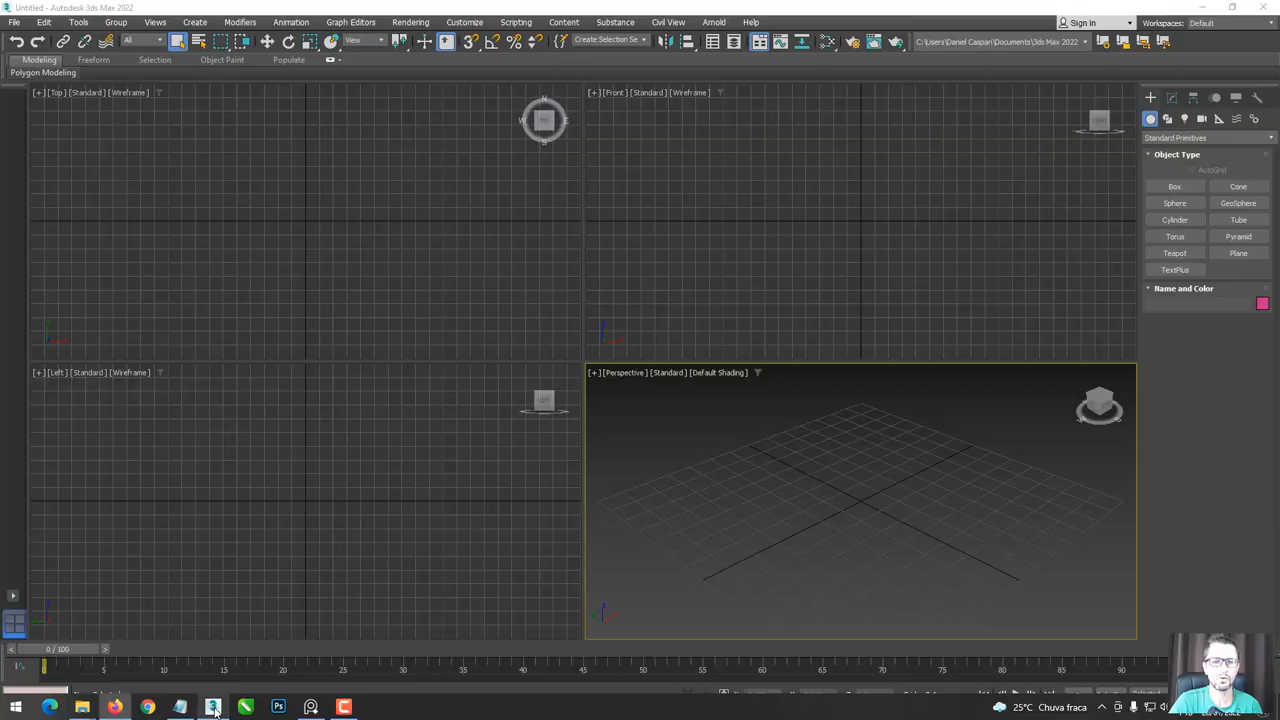 Untitled - Autodesk 3ds Max 2022
File Edit Tools Group Views Create Modifiers Animation Graph Editors Rendering Customize Scripting Content Substance Civil View Arnold Help
Sign In
Workspaces: Default
All
View
Create Selection Se
C:\Users\Daniel Caspari\Documents\3ds Max 2022
Modeling Freeform Selection Object Paint Populate
Polygon Modeling
[+] [Top] [Standard] [Wireframe]
N
W E
S
[+] [Front] [Standard] [Wireframe]
Standard Primitives
Object Type
AutoGrid
Box Cone
Sphere GeoSphere
Cylinder Tube
Torus Pyramid
Teapot Plane
TextPlus
Name and Color
[+] [Left] [Standard] [Wireframe]
[+] [Perspective] [Standard] [Default Shading]
0 / 100
0 5 10 15 20 25 30 35 40 45 50 55 60 65 70 75 80 85 90
25°C Chuva fraca